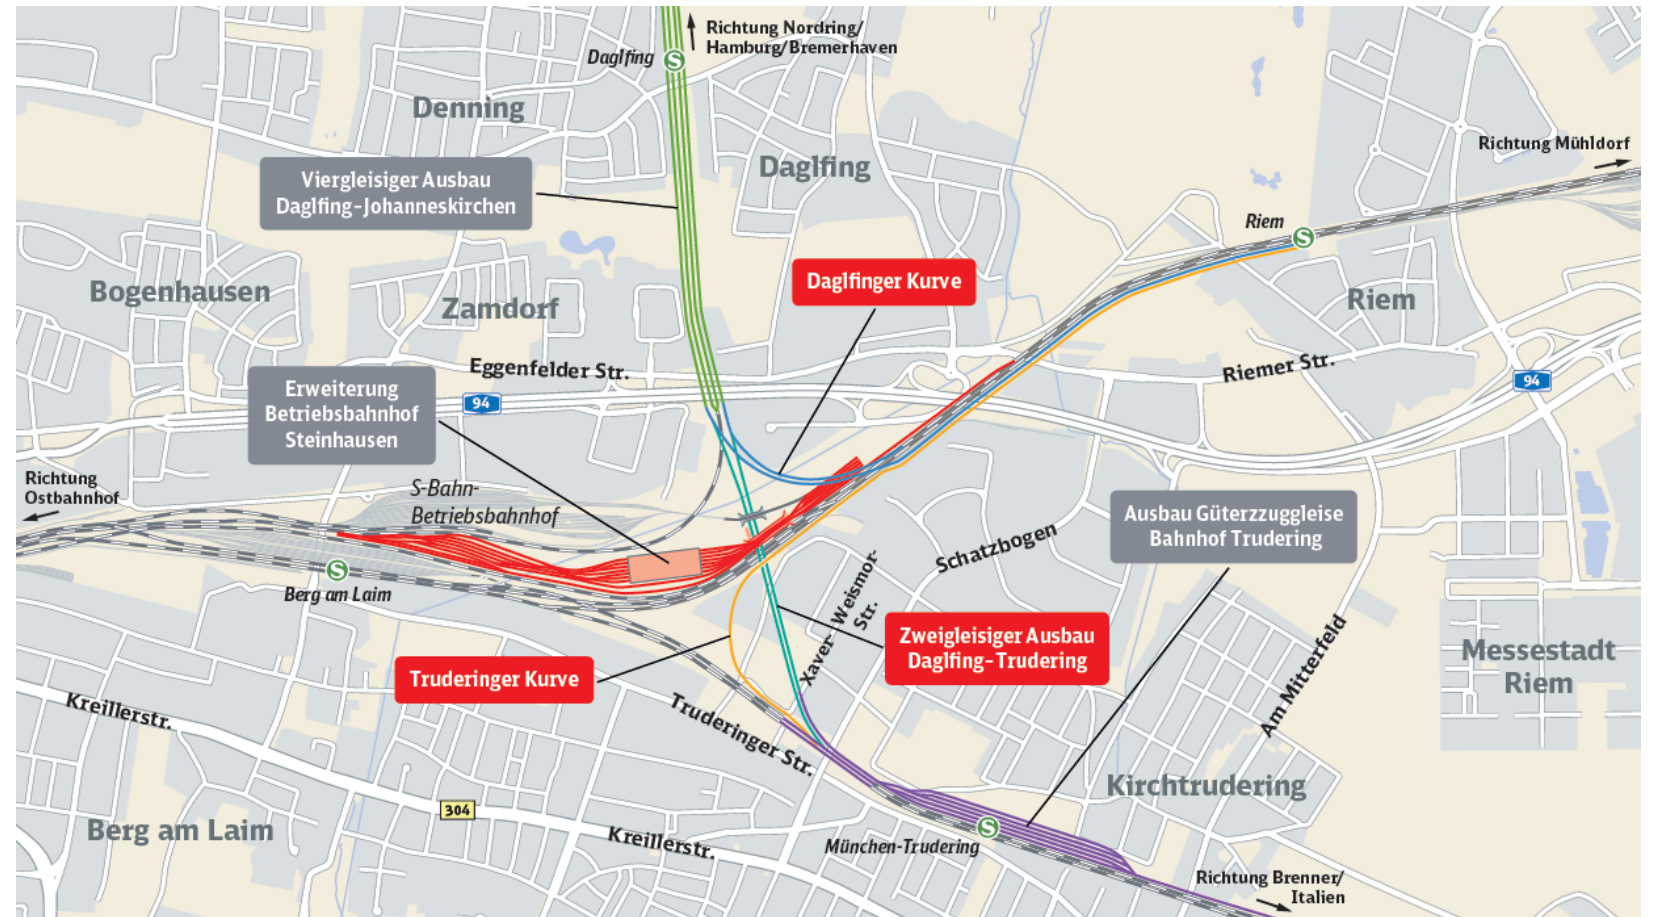 Richtung Nordring/
Hamburg/Bremerhaven
Daglfing
S
Denning
Richtung Mühldorf
Daglfing
Viergleisiger Ausbau
Daglfing-Johanneskirchen
Riem
S
Daglfinger Kurve
Bogenhausen
Zamdorf
Riem
Eggenfelder Str.
Riemer Str.
94
94
Erweiterung
Betriebsbahnhof
Steinhausen
Richtung
Ostbahnhof
S-Bahn-
Betriebsbahnhof
Ausbau Güterzzuggleise
Bahnhof Trudering
Schatzbogen
S
Berg am Laim
Xaver-Weismor-
Str.
Zweigleisiger Ausbau
Daglfing-Trudering
Messestadt
Riem
Truderinger Kurve
Am Mitterfeld
Kreillerstr.
Truderinger Str.
Kirchtrudering
304
Berg am Laim
Kreillerstr.
S
München-Trudering
Richtung Brenner/
Italien